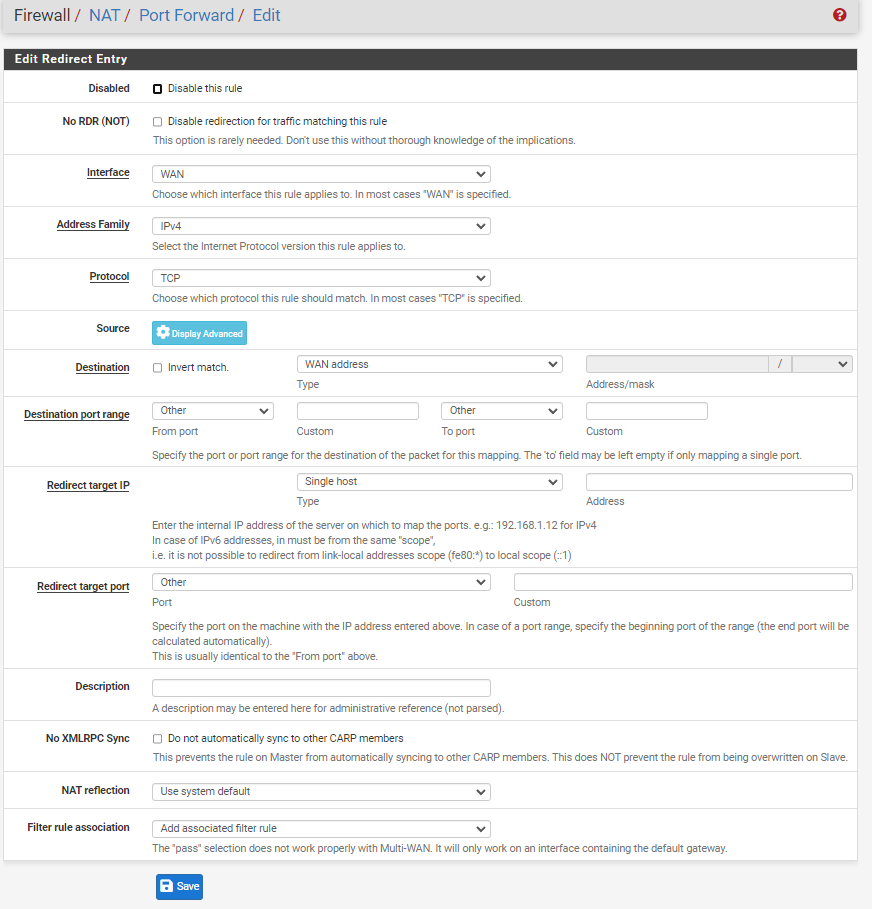 Firewall / NAT / Port Forward / Edit
Edit Redirect Entry
Disabled
Disable this rule
No RDR (NOT)
Disable redirection for traffic matching this rule
This option is rarely needed. Don't use this without thorough knowledge of the implications.
Interface
WAN
Choose which interface this rule applies to. In most cases "WAN" is specified.
Address Family
IPv4
Select the Internet Protocol version this rule applies to.
Protocol
TCP
Choose which protocol this rule should match. In most cases "TCP" is specified.
Source
Display Advanced
Destination
Invert match.
WAN address
/
Type
Address/mask
Destination port range
Other
Other
From port
Custom
To port
Custom
Specify the port or port range for the destination of the packet for this mapping. The 'to' field may be left empty if only mapping a single port.
Redirect target IP
Single host
Type
Address
Enter the internal IP address of the server on which to map the ports. e.g.: 192.168.1.12 for IPv4
In case of IPv6 addresses, in must be from the same "scope",
i.e. it is not possible to redirect from link-local addresses scope (fe80:*) to local scope (::1)
Redirect target port
Other
Port
Custom
Specify the port on the machine with the IP address entered above. In case of a port range, specify the beginning port of the range (the end port will be
calculated automatically).
This is usually identical to the "From port" above.
Description
A description may be entered here for administrative reference (not parsed).
No XMLRPC Sync
Do not automatically sync to other CARP members
This prevents the rule on Master from automatically syncing to other CARP members. This does NOT prevent the rule from being overwritten on Slave.
NAT reflection
Use system default
Filter rule association
Add associated filter rule
The "pass" selection does not work properly with Multi-WAN. It will only work on an interface containing the default gateway.
Save